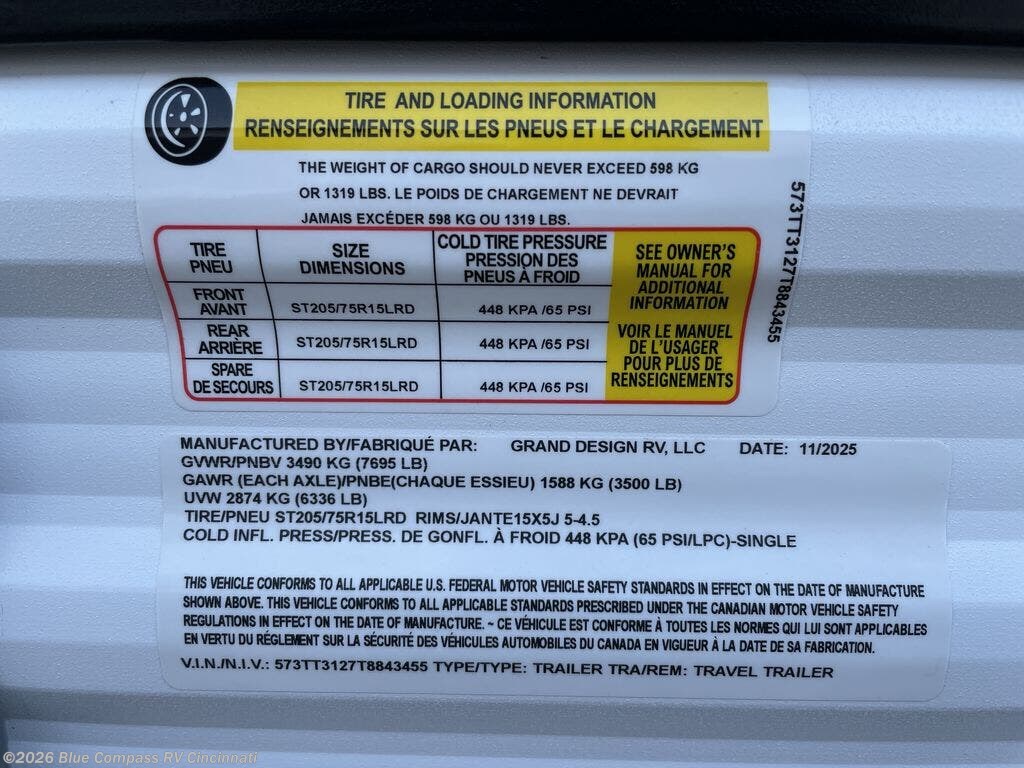 TIRE AND LOADING INFORMATION
RENSEIGNEMENTS SUR LES PNEUS ET LE CHARGEMENT
THE WEIGHT OF CARGO SHOULD NEVER EXCEED 598 KG
OR 1319 LBS. LE POIDS DE CHARGEMENT NE DEVRAIT
JAMAIS EXCÉDER 598 KG OU 1319 LBS.
TIRE
PNEU
SIZE
DIMENSIONS
COLD TIRE PRESSURE
PRESSION DES
PNEUS À FROID
SEE OWNER'S
MANUAL FOR
ADDITIONAL
INFORMATION
FRONT
AVANT
ST205/75R15LRD
448 KPA /65 PSI
REAR
ARRIÈRE
ST205/75R15LRD
448 KPA /65 PSI
VOIR LE MANUEL
DE L'USAGER
POUR PLUS DE
RENSEIGNEMENTS
SPARE
DE SECOURS
ST205/75R15LRD
448 KPA /65 PSI
573TT3127T8843455
MANUFACTURED BY/FABRIQUÉ PAR: GRAND DESIGN RV, LLC DATE: 11/2025
GVWR/PNBV 3490 KG (7695 LB)
GAWR (EACH AXLE)/PNBE(CHAQUE ESSIEU) 1588 KG (3500 LB)
UVW 2874 KG (6336 LB)
TIRE/PNEU ST205/75R15LRD RIMS/JANTE15X5J 5-4.5
COLD INFL. PRESS/PRESS. DE GONFL. À FROID 448 KPA (65 PSI/LPC)-SINGLE
THIS VEHICLE CONFORMS TO ALL APPLICABLE U.S. FEDERAL MOTOR VEHICLE SAFETY STANDARDS IN EFFECT ON THE DATE OF MANUFACTURE
SHOWN ABOVE. THIS VEHICLE CONFORMS TO ALL APPLICABLE STANDARDS PRESCRIBED UNDER THE CANADIAN MOTOR VEHICLE SAFETY
REGULATIONS IN EFFECT ON THE DATE OF MANUFACTURE. ~ CE VÉHICULE EST CONFORME À TOUTES LES NORMES QUI LUI SONT APPLICABLES
EN VERTU DU RÉGLEMENT SUR LA SÉCURITÉ DES VÉHICULES AUTOMOBILES DU CANADA EN VIGUEUR À LA DATE DE SA FABRICATION.
V.I.N./N.I.V.: 573TT3127T8843455 TYPE/TYPE: TRAILER TRA/REM: TRAVEL TRAILER
©2026 Blue Compass RV Cincinnati